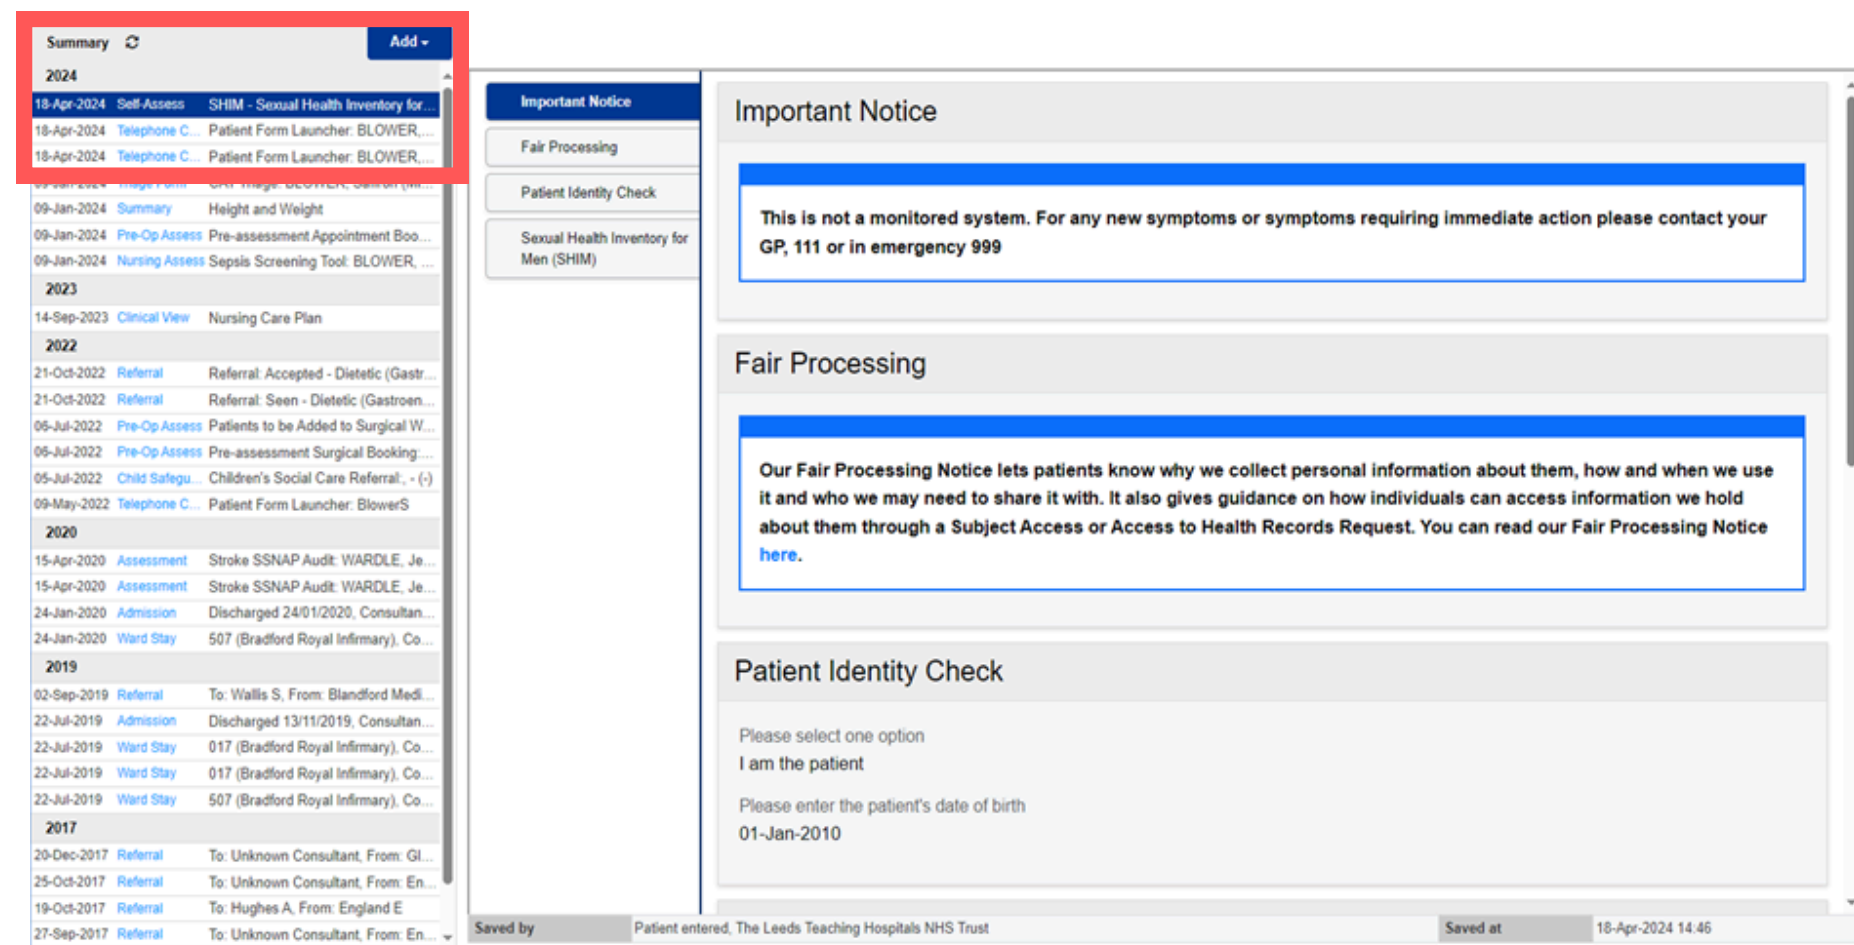 Summary Add
2024
18-Apr-2024 Self-Assess SHIM - Sexual Health Inventory for...
18-Apr-2024 Telephone C... Patient Form Launcher: BLOWER,...
18-Apr-2024 Telephone C... Patient Form Launcher: BLOWER,...
09-Jan-2024 Triage Form CAT Triage: BLOWER, Saffron (Mr...
09-Jan-2024 Summary Height and Weight
09-Jan-2024 Pre-Op Assess Pre-assessment Appointment Boo...
09-Jan-2024 Nursing Assess Sepsis Screening Tool: BLOWER, ...
2023
14-Sep-2023 Clinical View Nursing Care Plan
2022
21-Oct-2022 Referral Referral: Accepted - Dietetic (Gastr...
21-Oct-2022 Referral Referral: Seen - Dietetic (Gastroen...
06-Jul-2022 Pre-Op Assess Patients to be Added to Surgical W...
06-Jul-2022 Pre-Op Assess Pre-assessment Surgical Booking:...
05-Jul-2022 Child Safegu... Children's Social Care Referral:, - (-)
09-May-2022 Telephone C... Patient Form Launcher: BlowerS
2020
15-Apr-2020 Assessment Stroke SSNAP Audit: WARDLE, Je...
15-Apr-2020 Assessment Stroke SSNAP Audit: WARDLE, Je...
24-Jan-2020 Admission Discharged 24/01/2020, Consultan...
24-Jan-2020 Ward Stay 507 (Bradford Royal Infirmary), Co...
2019
02-Sep-2019 Referral To: Wallis S, From: Blandford Medi...
22-Jul-2019 Admission Discharged 13/11/2019, Consultan...
22-Jul-2019 Ward Stay 017 (Bradford Royal Infirmary), Co...
22-Jul-2019 Ward Stay 017 (Bradford Royal Infirmary), Co...
22-Jul-2019 Ward Stay 507 (Bradford Royal Infirmary), Co...
2017
20-Dec-2017 Referral To: Unknown Consultant, From: Gl...
25-Oct-2017 Referral To: Unknown Consultant, From: En...
19-Oct-2017 Referral To: Hughes A, From: England E
27-Sep-2017 Referral To: Unknown Consultant, From: En...
Important Notice
Fair Processing
Patient Identity Check
Sexual Health Inventory for
Men (SHIM)
Important Notice
This is not a monitored system. For any new symptoms or symptoms requiring immediate action please contact your
GP, 111 or in emergency 999
Fair Processing
Our Fair Processing Notice lets patients know why we collect personal information about them, how and when we use
it and who we may need to share it with. It also gives guidance on how individuals can access information we hold
about them through a Subject Access or Access to Health Records Request. You can read our Fair Processing Notice
here.
Patient Identity Check
Please select one option
I am the patient
Please enter the patient's date of birth
01-Jan-2010
Saved by Patient entered, The Leeds Teaching Hospitals NHS Trust Saved at 18-Apr-2024 14:46